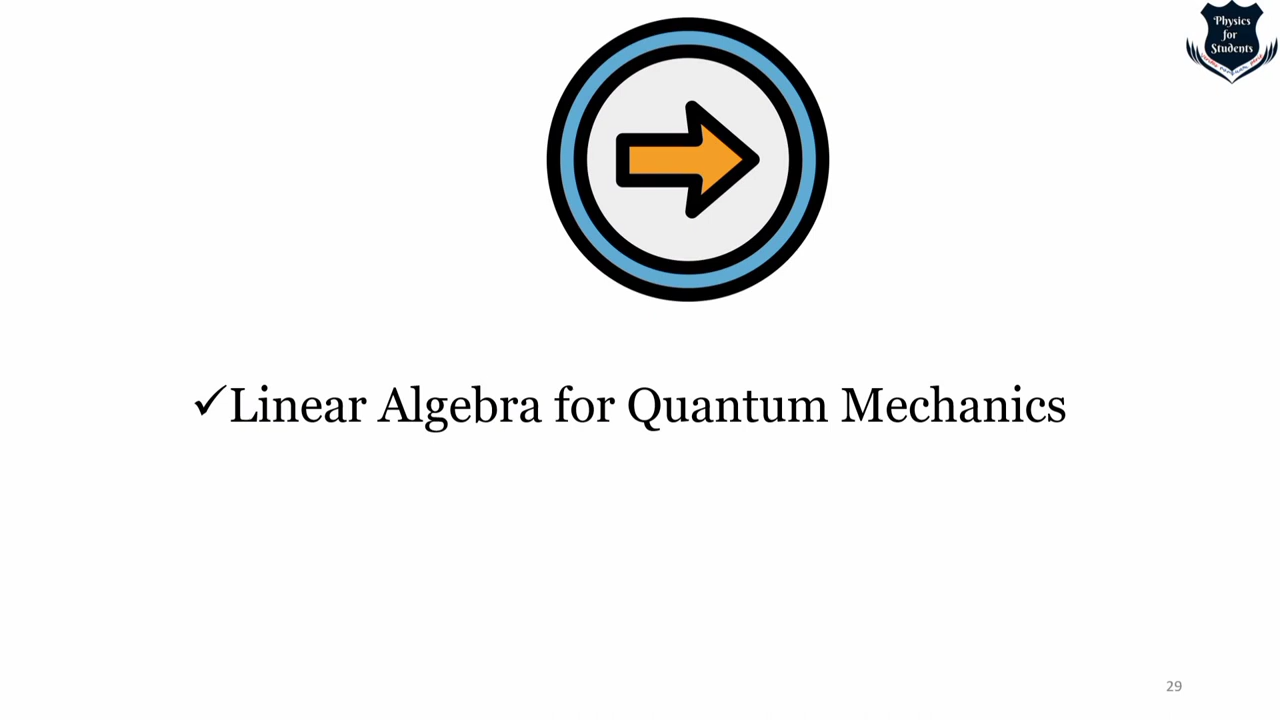 Physics
for
Students
✓Linear Algebra for Quantum Mechanics
29